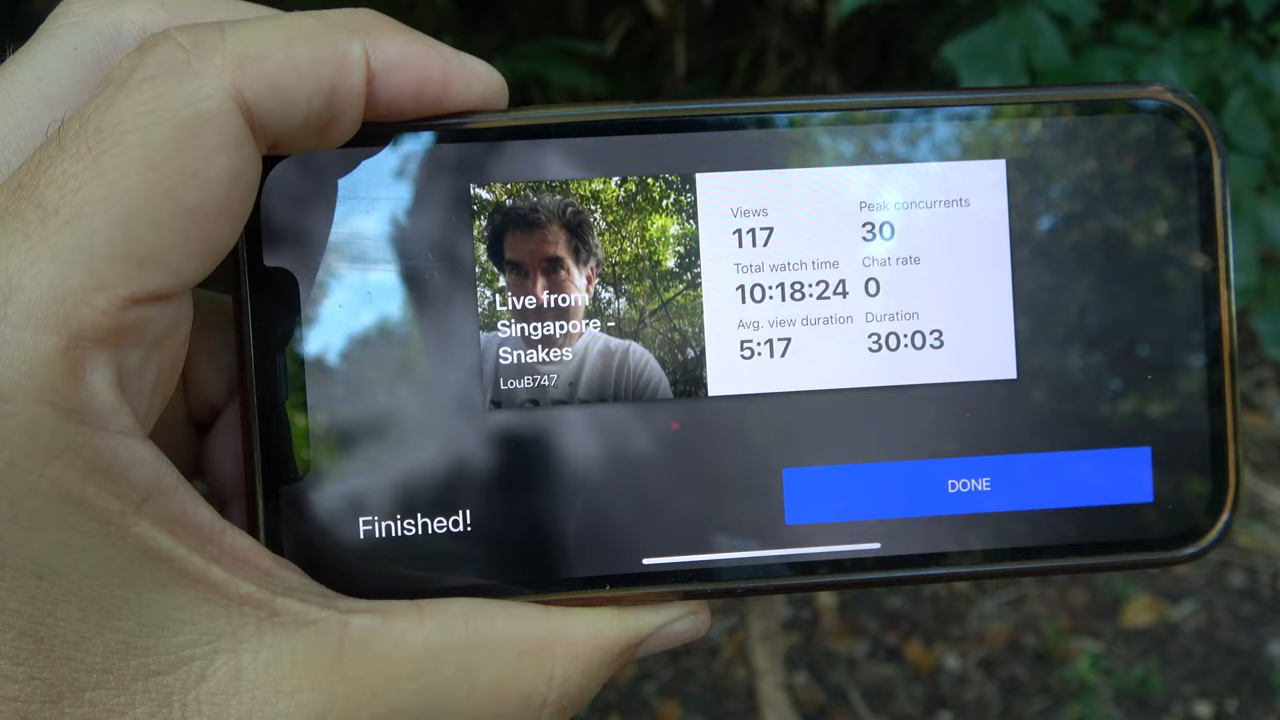 Live from
Singapore -
Snakes
LouB747
Views
117
Peak concurrents
30
Total watch time
10:18:24
Chat rate
0
Avg. view duration
5:17
Duration
30:03
Finished!
DONE